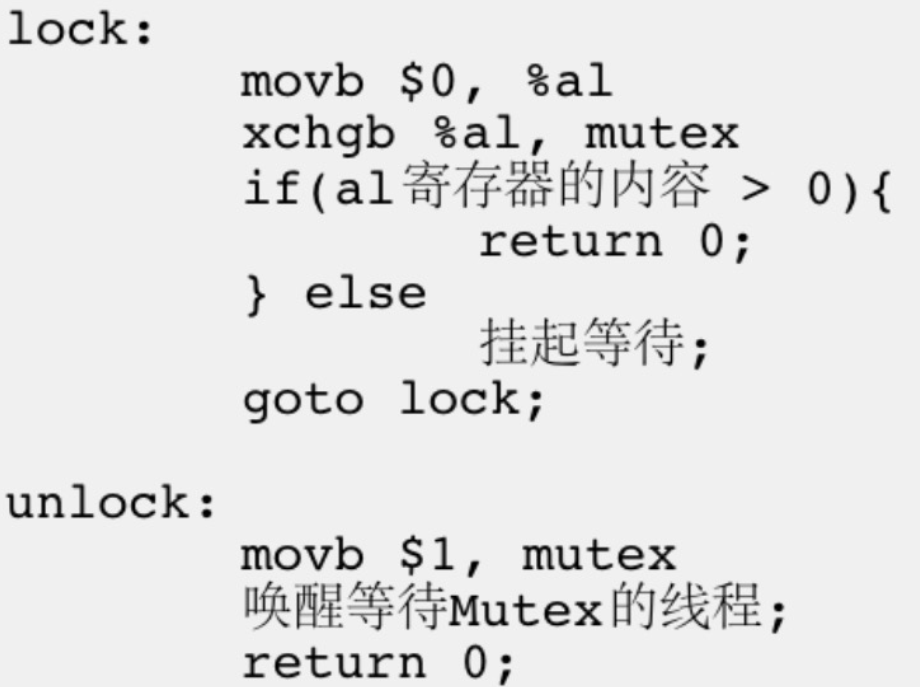 lock:
movb $0, %al
xchgb %al, mutex
if(al寄存器的内容 > 0){
return 0;
} else
挂起等待;
goto lock;
unlock:
movb $1, mutex
唤醒等待Mutex的线程;
return 0;